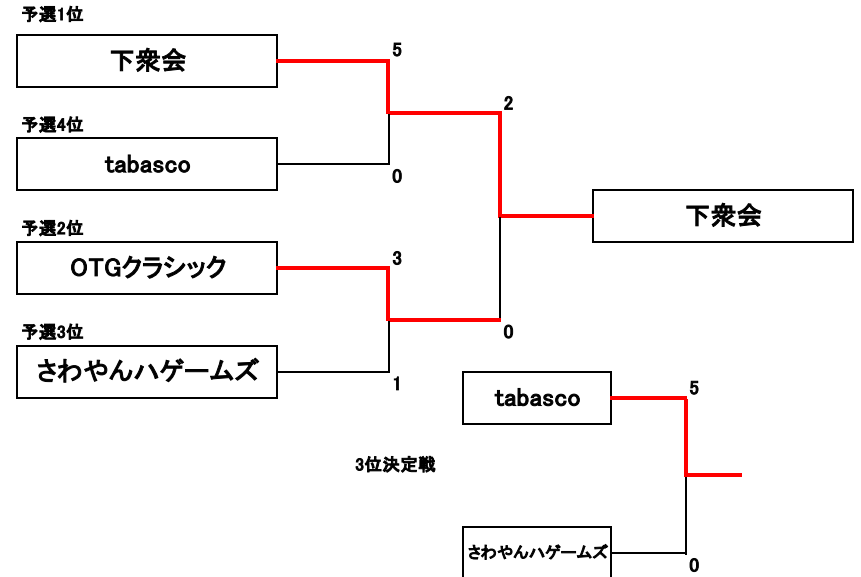 予選1位
下衆会
5
2
予選4位
tabasco
0
下衆会
予選2位
OTGクラシック
3
予選3位
0
さわやんハゲームズ
1
tabasco
5
3位決定戦
さわやんハゲームズ
0